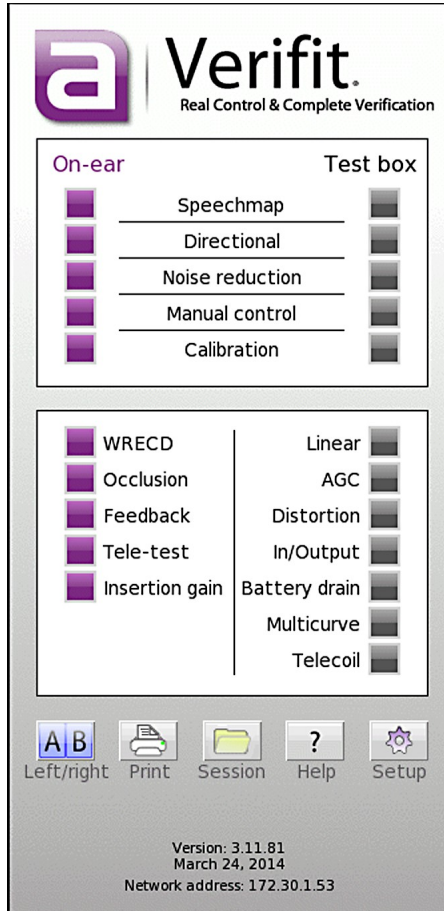 a Verifit®
Real Control & Complete Verification
On-ear Test box
Speechmap
Directional
Noise reduction
Manual control
Calibration
WRECD Linear
Occlusion AGC
Feedback Distortion
Tele-test In/Output
Insertion gain Battery drain
Multicurve
Telecoil
A B ?
Left/right Print Session Help Setup
Version: 3.11.81
March 24, 2014
Network address: 172.30.1.53